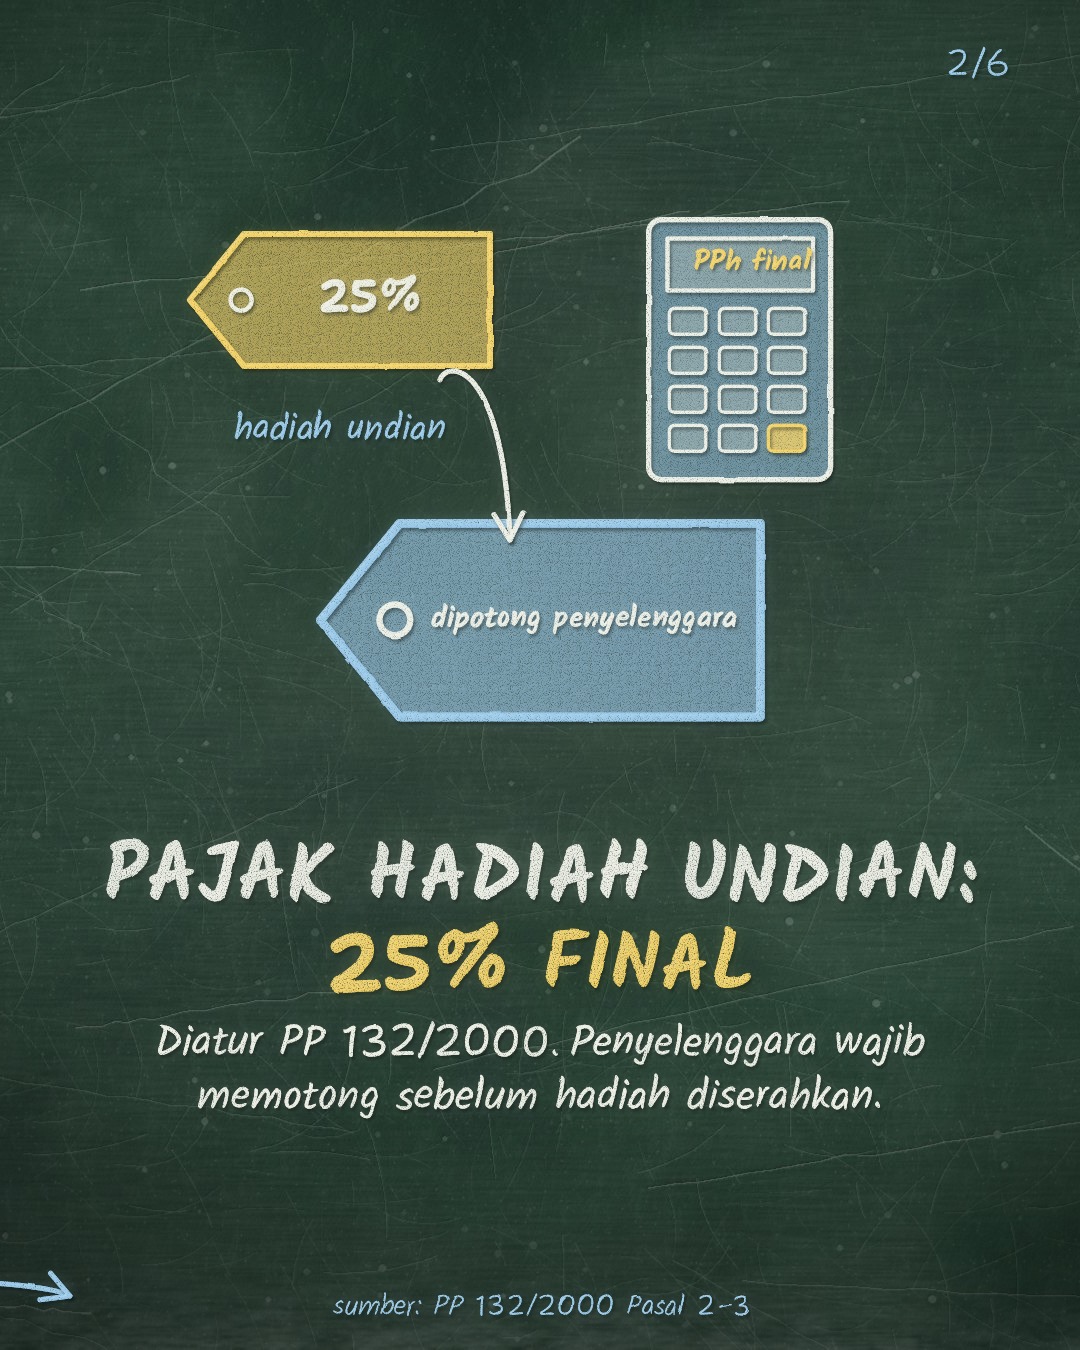 2/6
25%
PPh final
hadiah undian
dipotong penyelenggara
PAJAK HADIAH UNDIAN:
25% FINAL
Diatur PP 132/2000. Penyelenggara wajib
memotong sebelum hadiah diserahkan.
sumber: PP 132/2000 Pasal 2-3